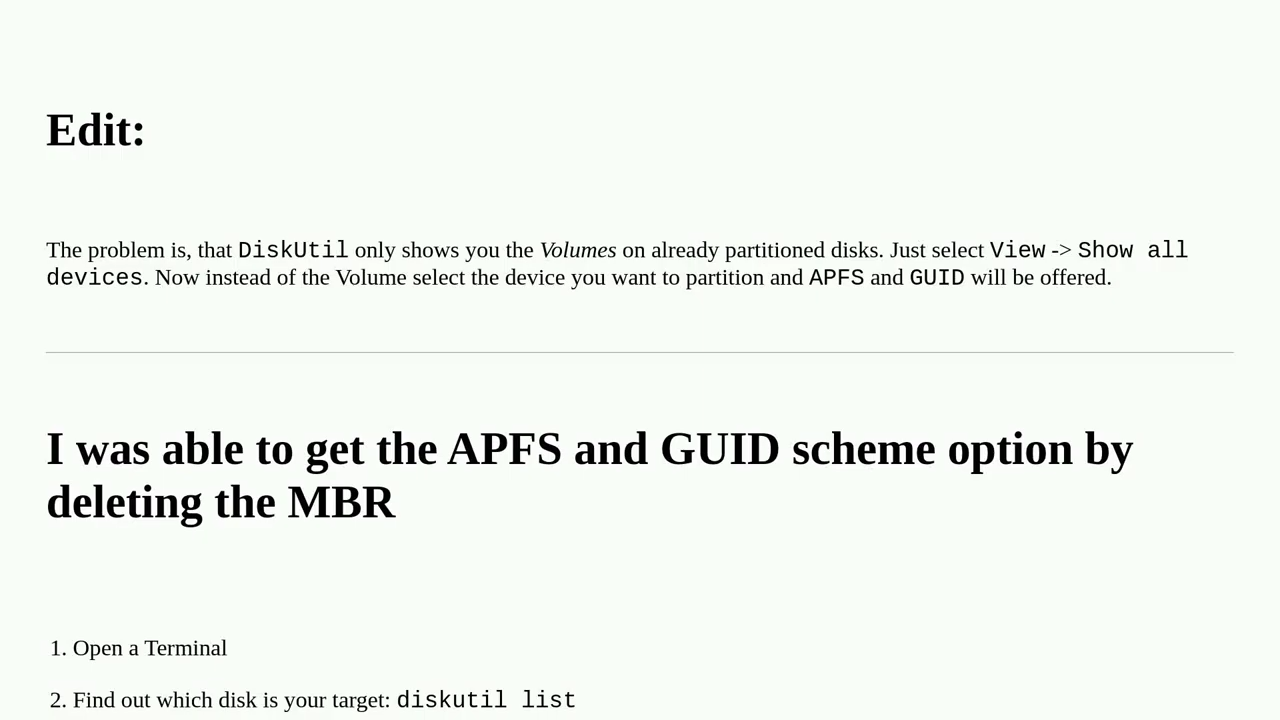 Edit:
The problem is, that DiskUtil only shows you the Volumes on already partitioned disks. Just select View -> Show all
devices. Now instead of the Volume select the device you want to partition and APFS and GUID will be offered.
I was able to get the APFS and GUID scheme option by
deleting the MBR
1. Open a Terminal
2. Find out which disk is your target: diskutil list